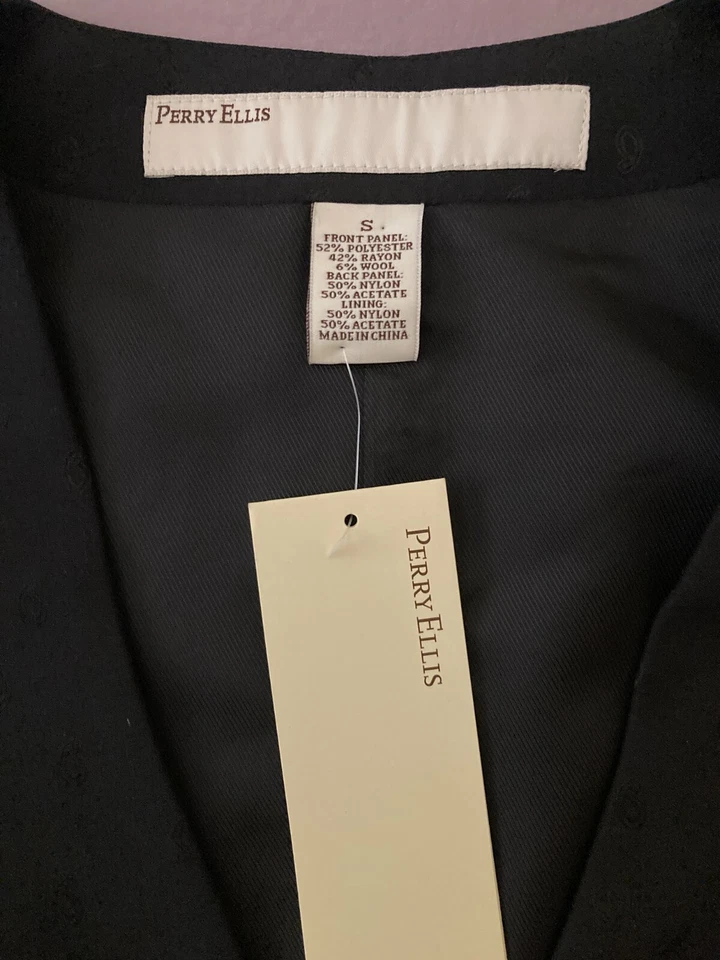 PERRY ELLIS
S
FRONT PANEL:
52% POLYESTER
42% RAYON
6% WOOL
BACK PANEL:
50% NYLON
50% ACETATE
LINING:
50% NYLON
50% ACETATE
MADE IN CHINA
PERRY ELLIS